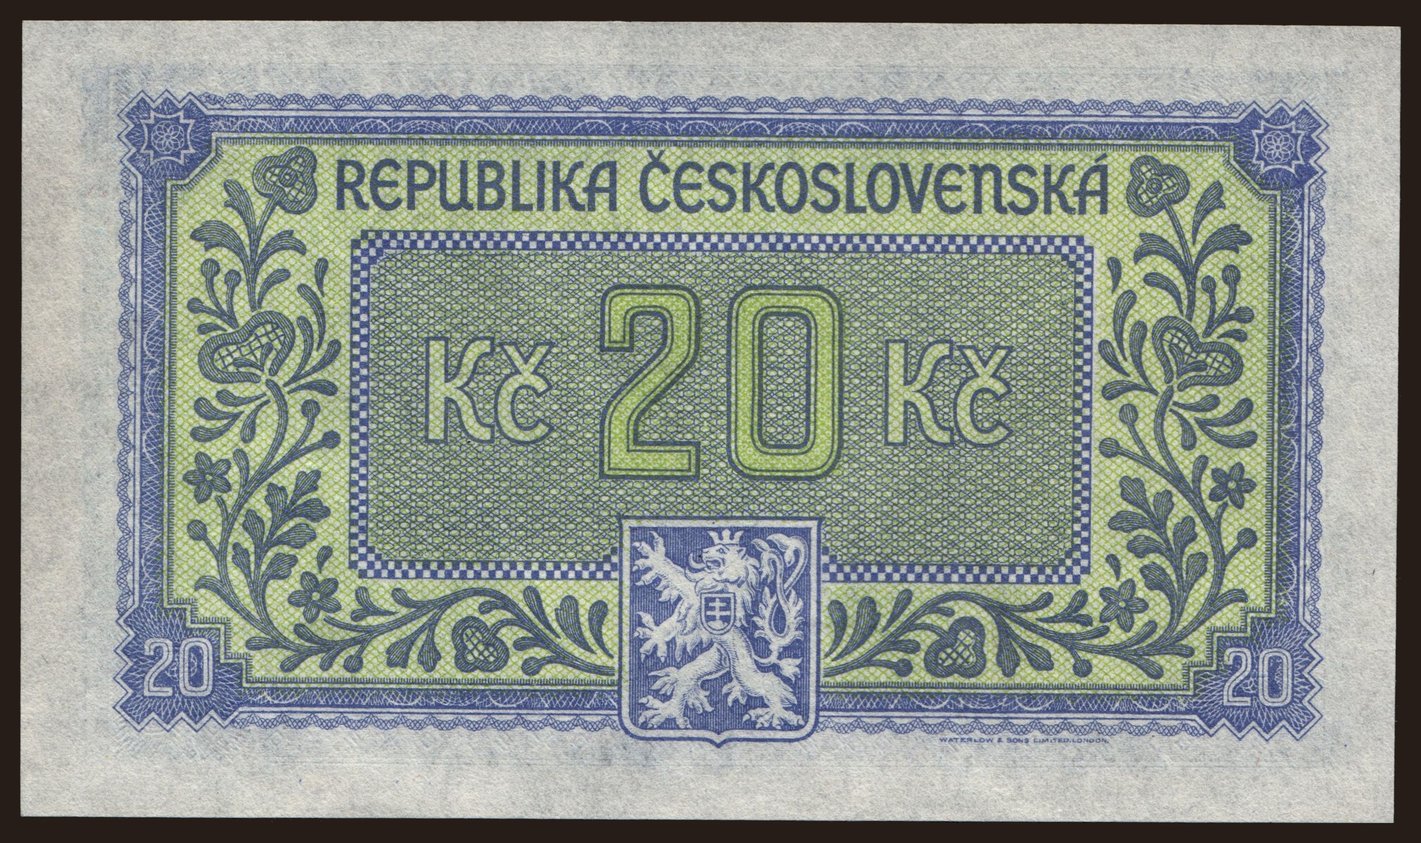 REPUBLIKA ČESKOSLOVENSKÁ
Kč 20 Kč
20 20
WATERLOW & SONS LIMITED, LONDON.